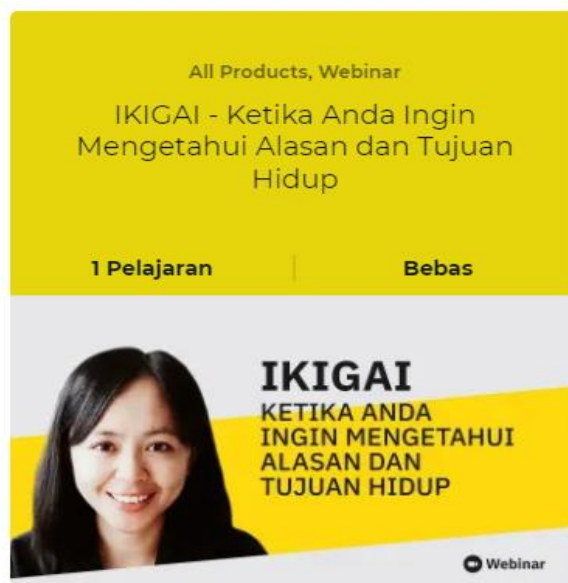 All Products, Webinar
IKIGAI - Ketika Anda Ingin
Mengetahui Alasan dan Tujuan
Hidup
1 Pelajaran
Bebas
IKIGAI
KETIKA ANDA
INGIN MENGETAHUI
ALASAN DAN
TUJUAN HIDUP
Webinar